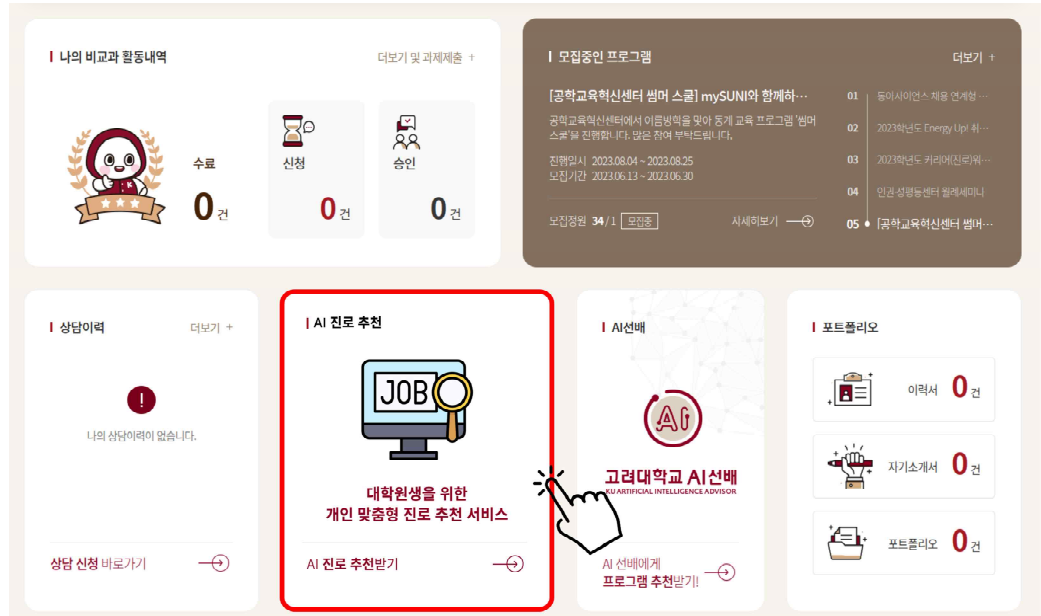 나의 비교과 활동내역
더보기 및 과제제출 +
수료
0 건
신청
0 건
승인
0 건
모집중인 프로그램
더보기 +
[공학교육혁신센터 썸머 스쿨] mySUNI와 함께하···
공학교육혁신센터에서 여름방학을 맞아 동계 교육 프로그램 '썸머
스쿨'을 진행합니다. 많은 참여 부탁드립니다.
진행일시 2023.08.04 ~ 2023.08.25
모집기간 2023.06.13 ~ 2023.06.30
모집정원 34 / 1 모집중
자세히보기
01 동아사이언스 채용 연계형 ···
02 2023학년도 Energy Up! 취···
03 2023학년도 커리어(진로)워···
04 인권·성평등센터 월례세미나
05 [공학교육혁신센터 썸머···
상담이력
더보기 +
!
나의 상담이력이 없습니다.
상담 신청 바로가기
AI 진로 추천
JOB
대학원생을 위한
개인 맞춤형 진로 추천 서비스
AI 진로 추천받기
AI선배
Ai
고려대학교 AI선배
KU ARTIFICIAL INTELLIGENCE ADVISOR
AI 선배에게
프로그램 추천받기!
포트폴리오
이력서 0 건
자기소개서 0 건
포트폴리오 0 건